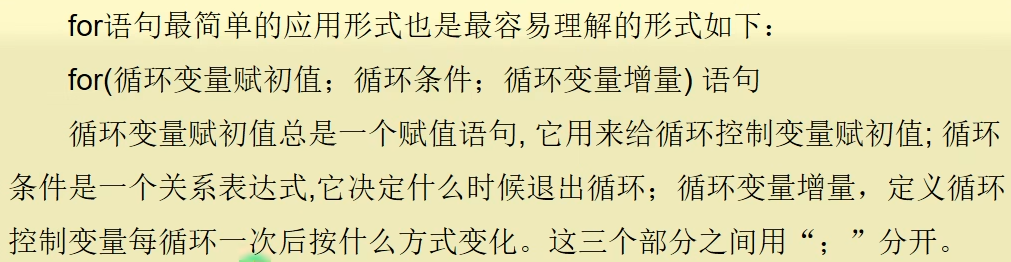 for语句最简单的应用形式也是最容易理解的形式如下：
for(循环变量赋初值；循环条件；循环变量增量) 语句
循环变量赋初值总是一个赋值语句, 它用来给循环控制变量赋初值; 循环
条件是一个关系表达式,它决定什么时候退出循环；循环变量增量，定义循环
控制变量每循环一次后按什么方式变化。这三个部分之间用“；”分开。